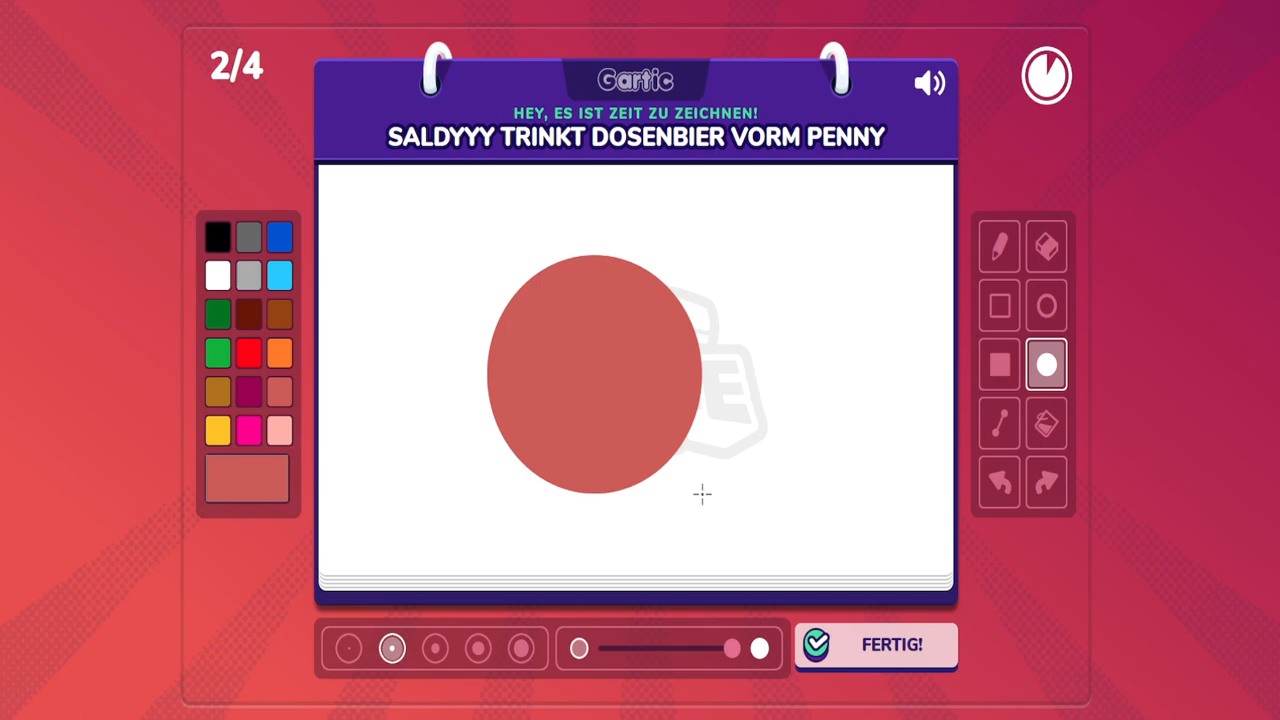 2/4
Gartic
HEY, ES IST ZEIT ZU ZEICHNEN!
SALDYYY TRINKT DOSENBIER VORM PENNY
FERTIG!